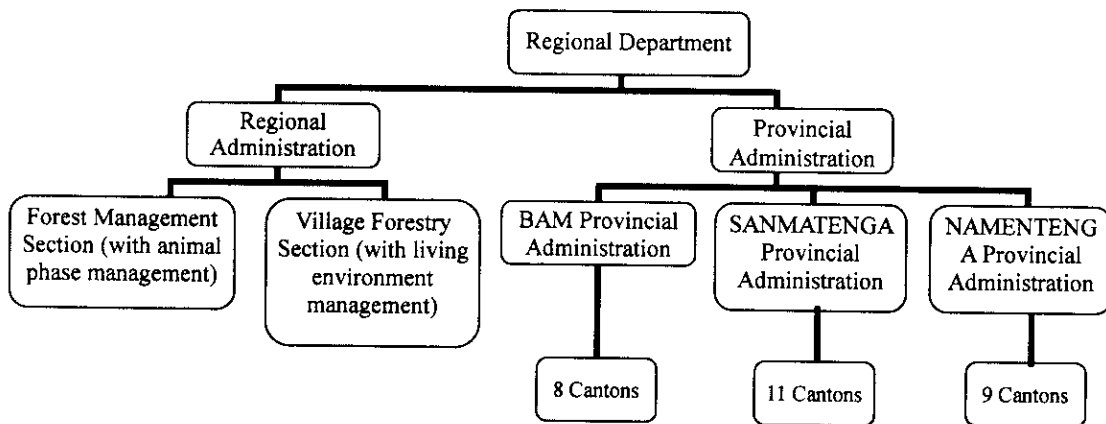 Regional Department
Regional
Administration
Provincial
Administration
Forest Management
Section (with animal
phase management)
Village Forestry
Section (with living
environment
management)
BAM Provincial
Administration
SANMATENGA
Provincial
Administration
NAMENTENG
A Provincial
Administration
8 Cantons
11 Cantons
9 Cantons